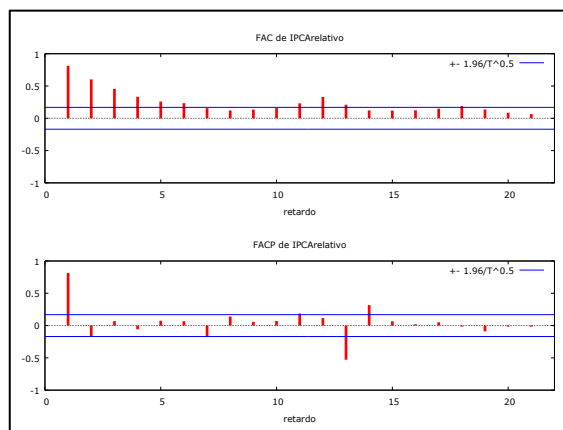 FAC de IPCArelativo
+- 1.96/T^0.5
1
0.5
0
-0.5
-1
0 5 10 15 20
retardo
FACP de IPCArelativo
+- 1.96/T^0.5
1
0.5
0
-0.5
-1
0 5 10 15 20
retardo